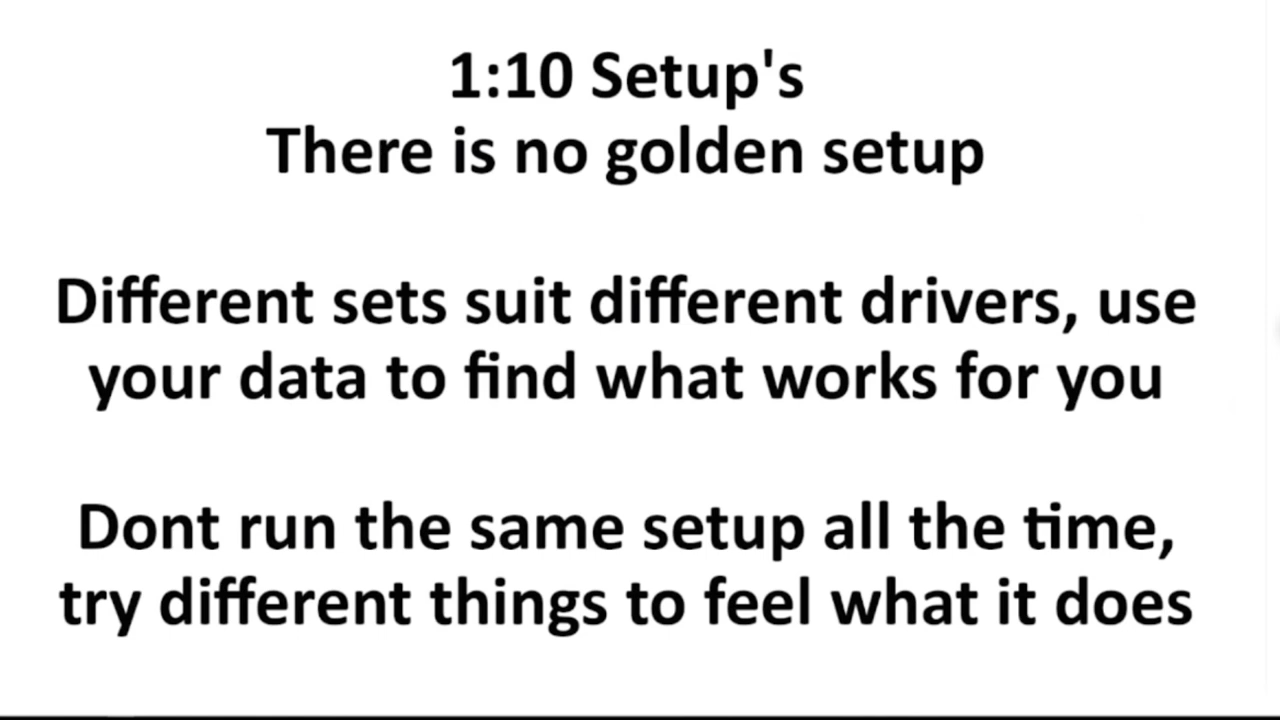 1:10 Setup's
There is no golden setup
Different sets suit different drivers, use
your data to find what works for you
Dont run the same setup all the time,
try different things to feel what it does